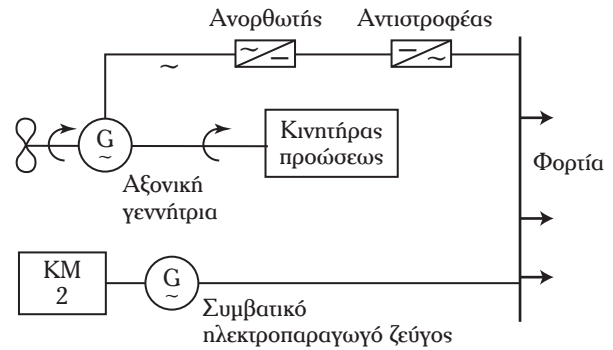 Ανορθωτής
Αντιστροφέας
~
~
–
–
~
G
~
Κινητήρας
προώσεως
Αξονική
γεννήτρια
Φορτία
ΚΜ
2
G
~
Συμβατικό
ηλεκτροπαραγωγό ζεύγος